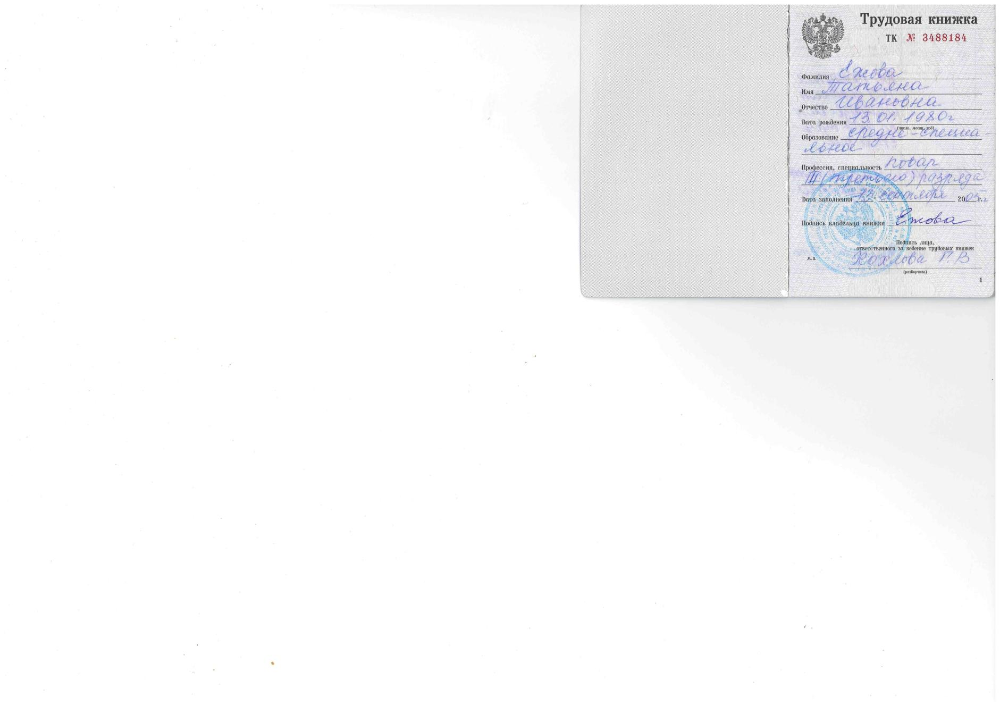 Трудовая книжка
ТК № 3488184
Фамилия Ежова
Имя Татьяна
Отчество Ивановна
Дата рождения 13.01.1980г
(число, месяц, год)
Образование средне-специа-
льное
Профессия, специальность повар
III (третьего) разряда
Дата заполнения сентября 2005 г.
Подпись владельца книжки Ежова
Подпись лица,
ответственного за ведение трудовых книжек
М.П. Хохлова Г.В
(разборчиво)
1